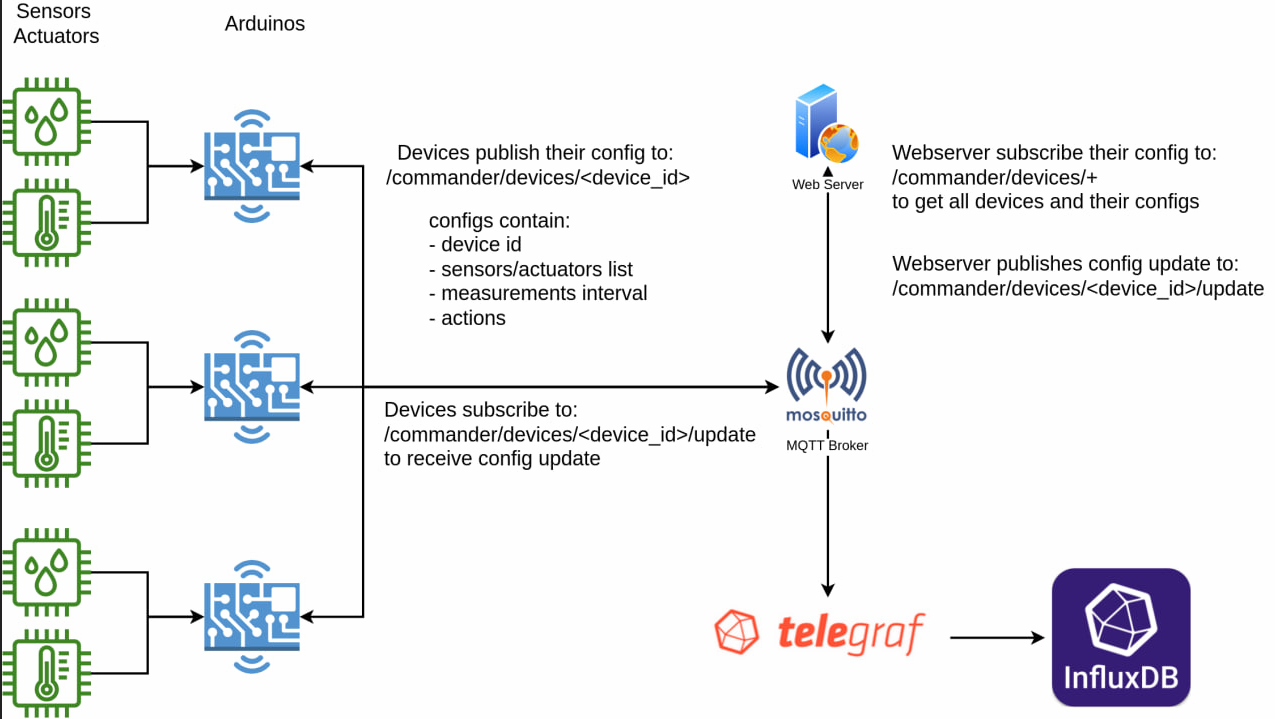 Sensors
Actuators
Arduinos
Devices publish their config to:
/commander/devices/<device_id>
configs contain:
- device id
- sensors/actuators list
- measurements interval
- actions
Devices subscribe to:
/commander/devices/<device_id>/update
to receive config update
Web Server
Webserver subscribe their config to:
/commander/devices/+
to get all devices and their configs
Webserver publishes config update to:
/commander/devices/<device_id>/update
mosquitto
MQTT Broker
telegraf
InfluxDB